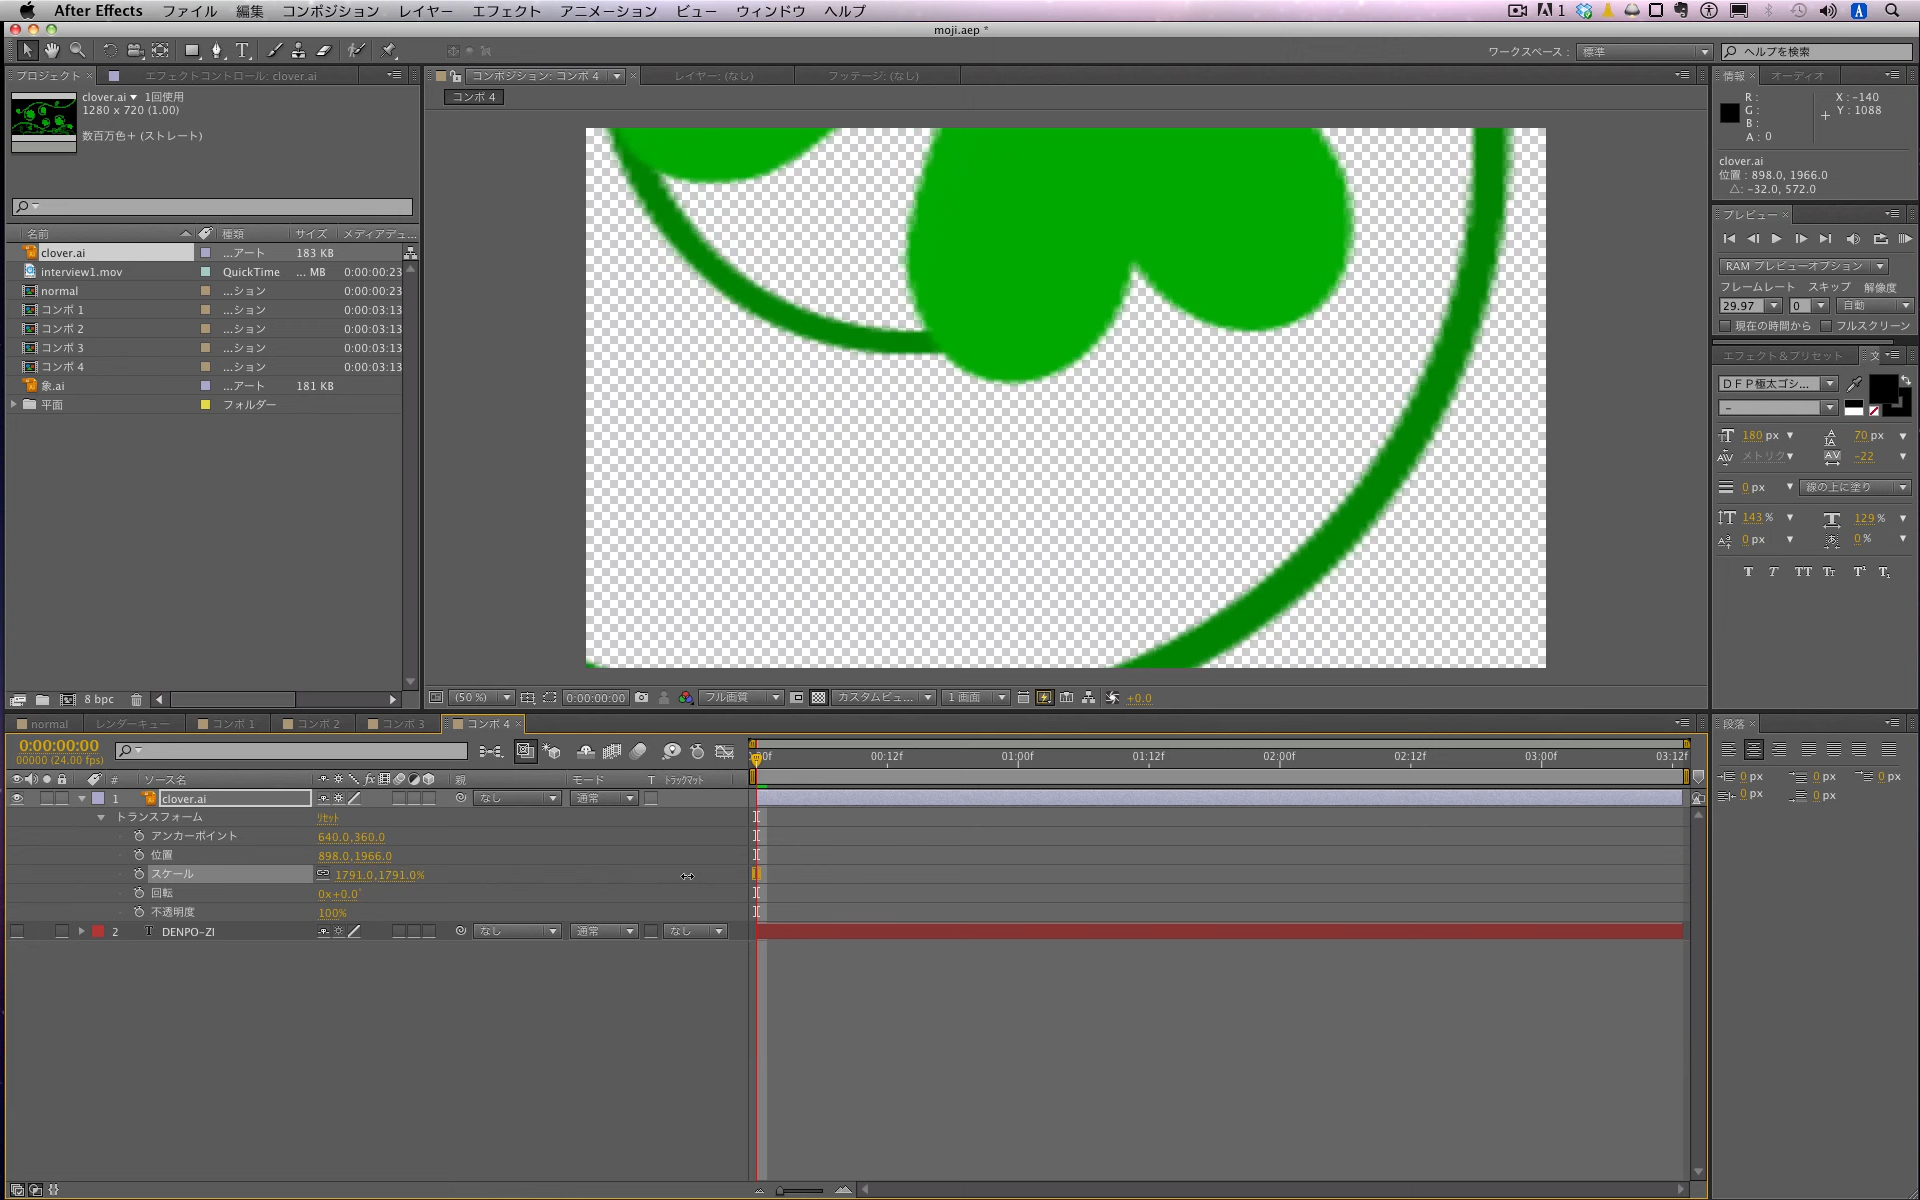 After Effects ファイル 編集 コンポジション レイヤー エフェクト アニメーション ビュー ウィンドウ ヘルプ
moji.aep *
ワークスペース： 標準 ヘルプを検索
プロジェクト エフェクトコントロール: clover.ai
コンポジション: コンポ 4 レイヤー: (なし) フッテージ: (なし)
情報 オーディオ
コンポ 4
clover.ai ▼ 1回使用
1280 x 720 (1.00)
数百万色＋ (ストレート)
R :
G :
B :
A : 0
X : -140
Y : 1088
clover.ai
位置 : 898.0, 1966.0
△: -32.0, 572.0
プレビュー
RAM プレビューオプション
フレームレート スキップ 解像度
29.97 0 自動
現在の時間から フルスクリーン
エフェクト＆プリセット 文
ＤＦＰ極太ゴシ...
-
180 px 70 px
メトリク -22
0 px 線の上に塗り
143 % 129 %
0 px 0 %
T T TT Tт T¹ T₁
名前 種類 サイズ メディアデュ...
clover.ai ...アート 183 KB
interview1.mov QuickTime ... MB 0:00:00:23
normal ...ション 0:00:00:23
コンポ 1 ...ション 0:00:03:13
コンポ 2 ...ション 0:00:03:13
コンポ 3 ...ション 0:00:03:13
コンポ 4 ...ション 0:00:03:13
象.ai ...アート 181 KB
平面 フォルダー
8 bpc
(50 %) 0:00:00:00 フル画質 カスタムビュ... 1 画面 +0.0
normal レンダーキュー コンポ 1 コンポ 2 コンポ 3 コンポ 4
段落
0:00:00:00
00000 (24.00 fps)
00f 00:12f 01:00f 01:12f 02:00f 02:12f 03:00f 03:12f
# ソース名 fx 親 モード T トラックマット
1 clover.ai なし 通常
トランスフォーム リセット
アンカーポイント 640.0,360.0
位置 898.0,1966.0
スケール 1791.0,1791.0%
回転 0x+0.0°
不透明度 100%
2 T DENPO-ZI なし 通常 なし
0 px 0 px 0 px
0 px 0 px